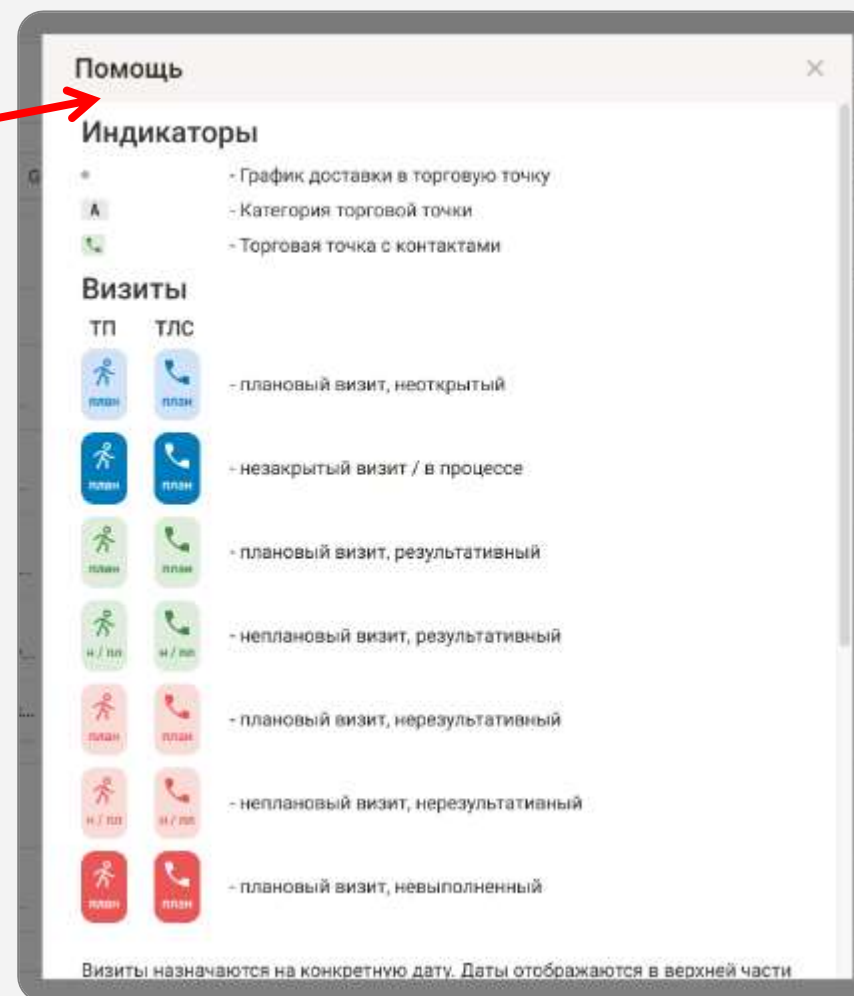 Помощь
Индикаторы
G
- График доставки в торговую точку
A - Категория торговой точки
- Торговая точка с контактами
Визиты
ТП ТЛС
план план - плановый визит, неоткрытый
план план - незакрытый визит / в процессе
план план - плановый визит, результативный
н / пл н / пл - неплановый визит, результативный
план план - плановый визит, нерезультативный
н / пл н / пл - неплановый визит, нерезультативный
план план - плановый визит, невыполненный
Визиты назначаются на конкретную дату. Даты отображаются в верхней части